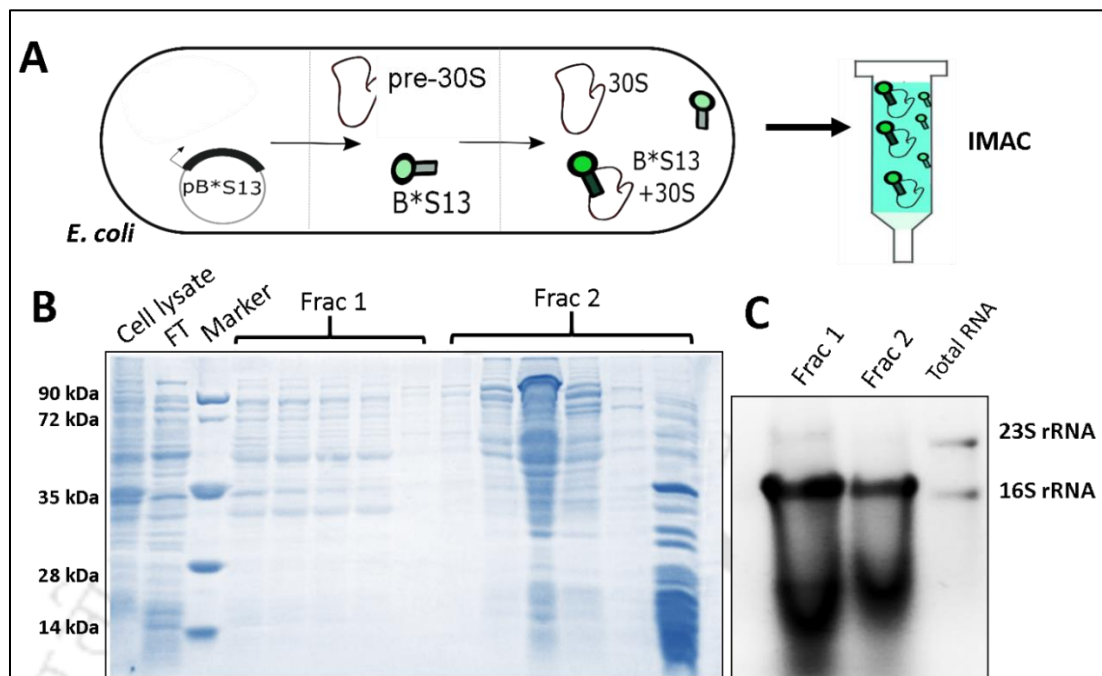 A
pre-30S
30S
pB*S13
B*S13
B*S13
+30S
E. coli
IMAC
B
Cell lysate
FT
Marker
Frac 1
Frac 2
90 kDa
72 kDa
35 kDa
28 kDa
14 kDa
C
Frac 1
Frac 2
Total RNA
23S rRNA
16S rRNA